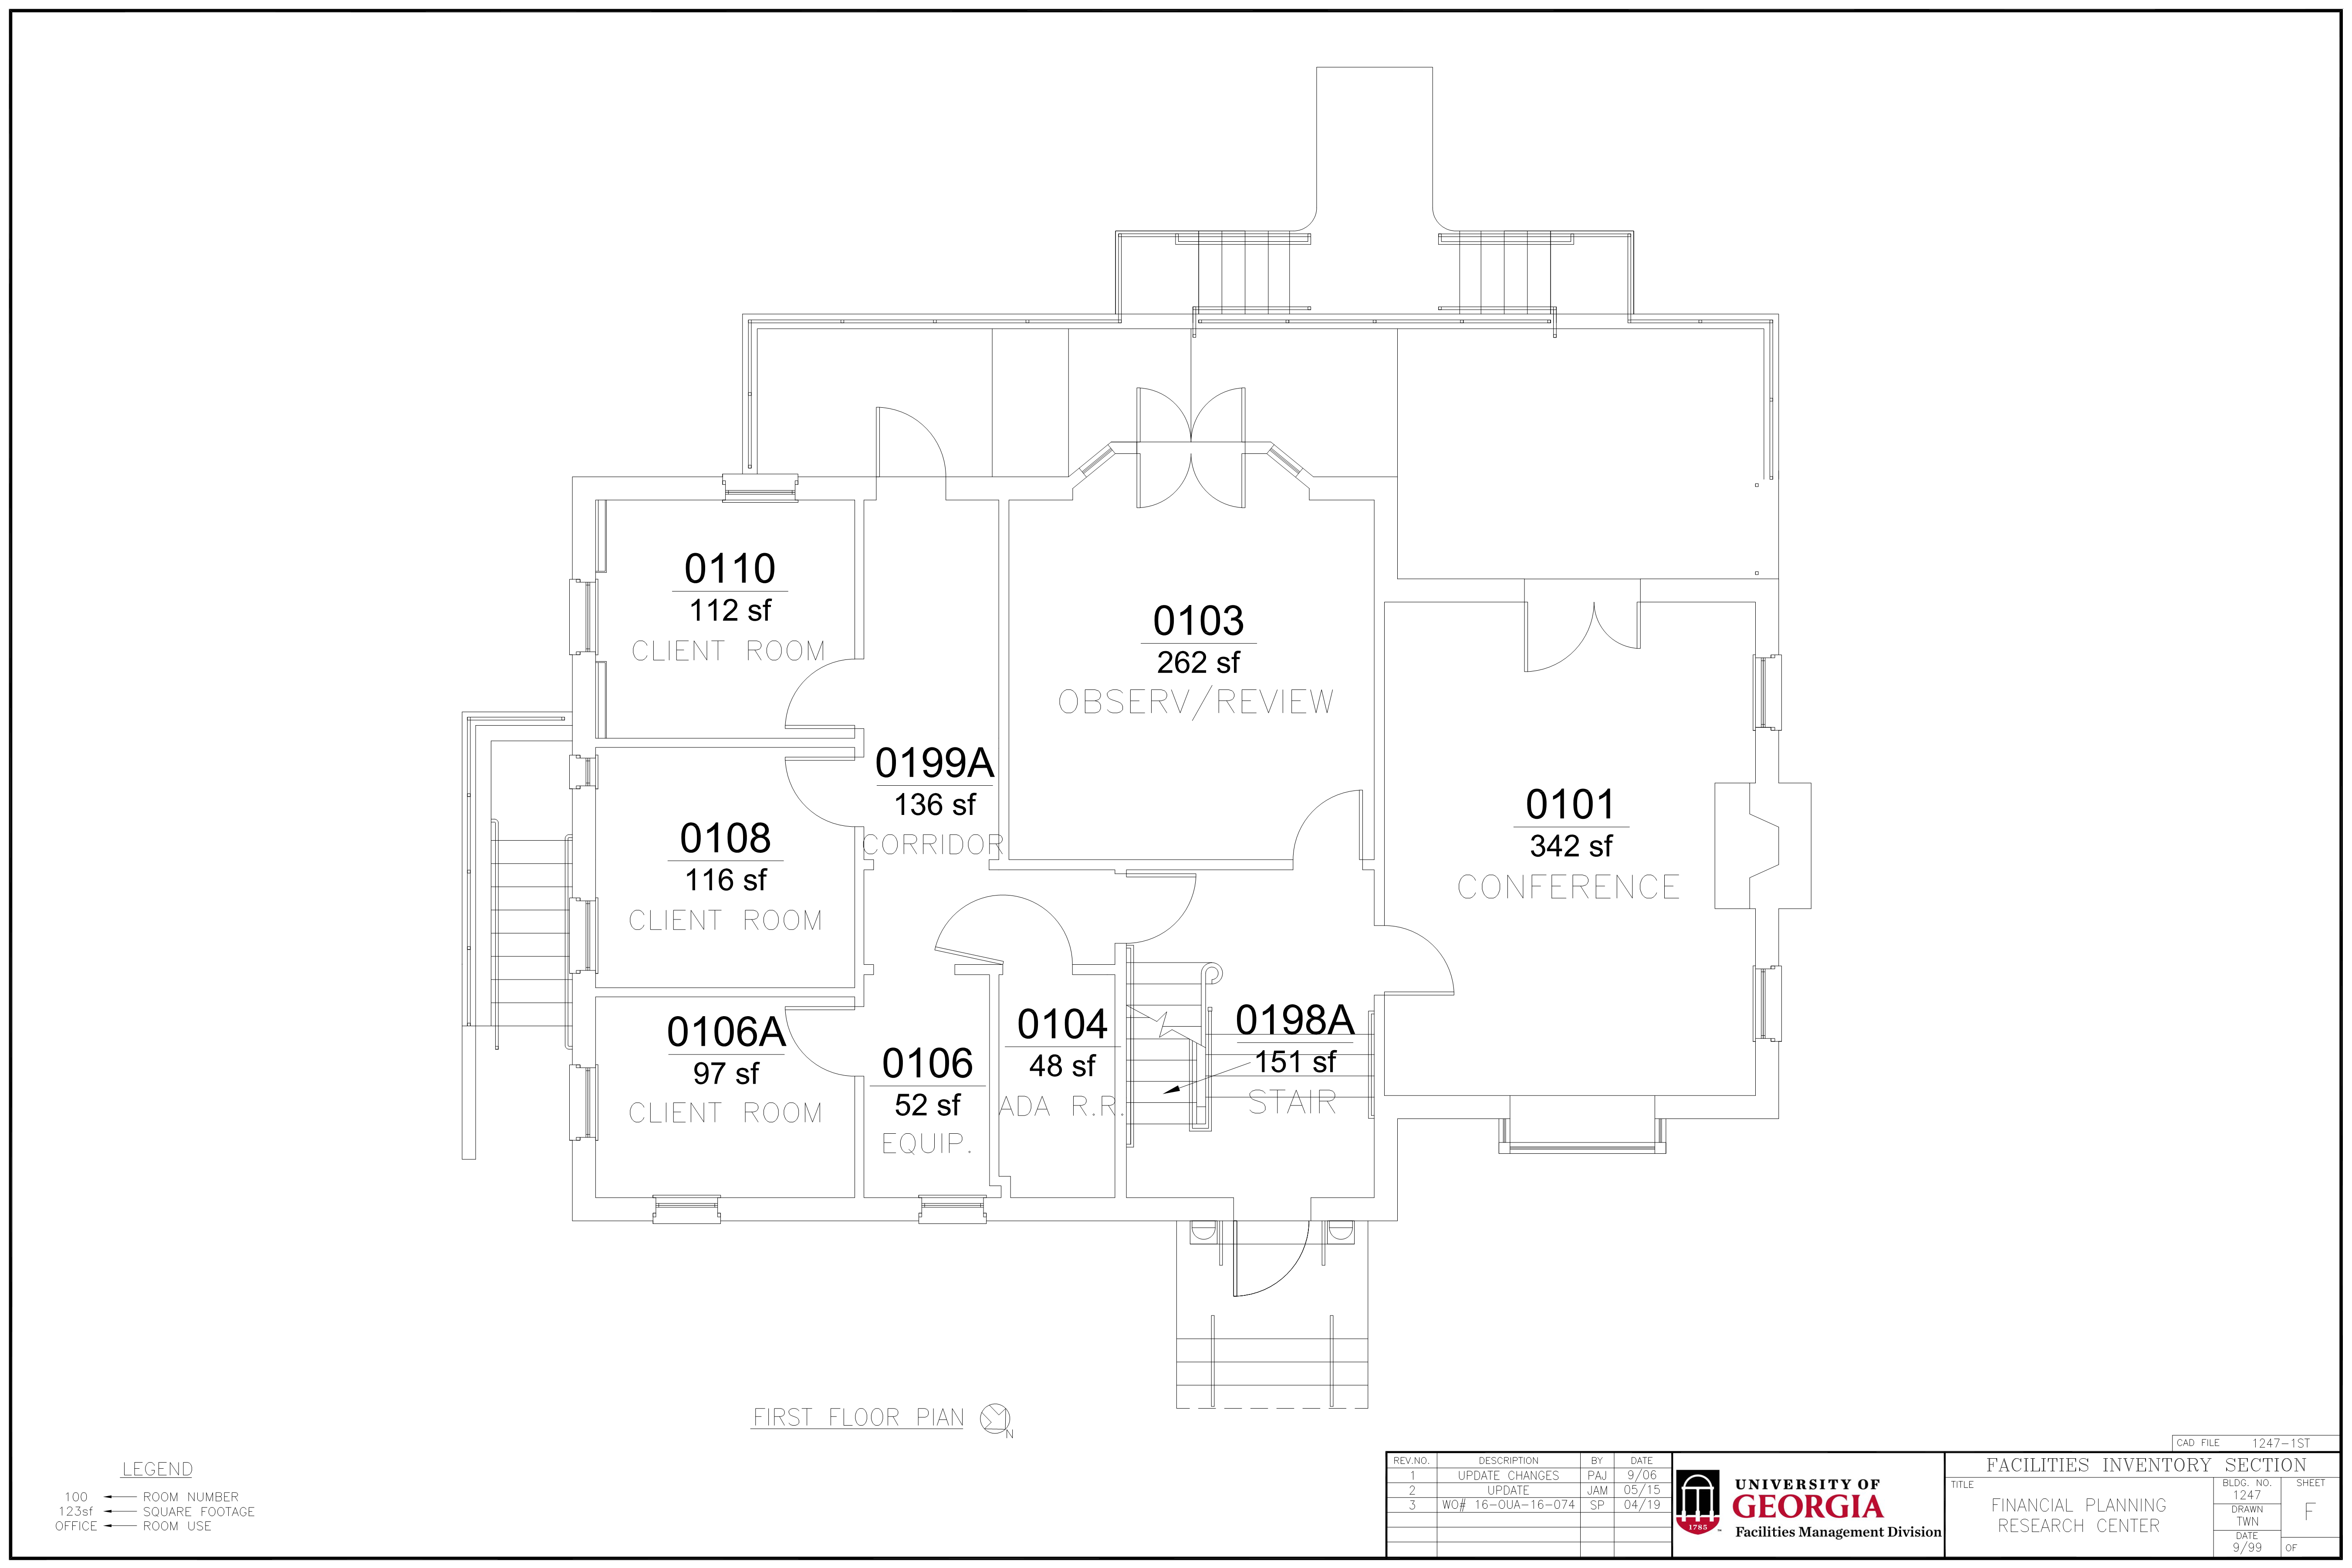 0110
112 sf
CLIENT ROOM
0103
262 sf
OBSERV/REVIEW
0199A
136 sf
CORRIDOR
0101
342 sf
CONFERENCE
0108
116 sf
CLIENT ROOM
0106A
97 sf
CLIENT ROOM
0106
52 sf
EQUIP.
0104
48 sf
ADA R.R.
0198A
151 sf
STAIR
FIRST FLOOR PlAN
N
LEGEND
100 ROOM NUMBER
123sf SQUARE FOOTAGE
OFFICE ROOM USE
REV.NO. DESCRIPTION BY DATE
1 UPDATE CHANGES PAJ 9/06
2 UPDATE JAM 05/15
3 WO# 16-OUA-16-074 SP 04/19
1785
UNIVERSITY OF
GEORGIA
Facilities Management Division
CAD FILE 1247-1ST
FACILITIES INVENTORY SECTION
TITLE
FINANCIAL PLANNING
RESEARCH CENTER
BLDG. NO.
1247
DRAWN
TWN
DATE
9/99
SHEET
F
OF